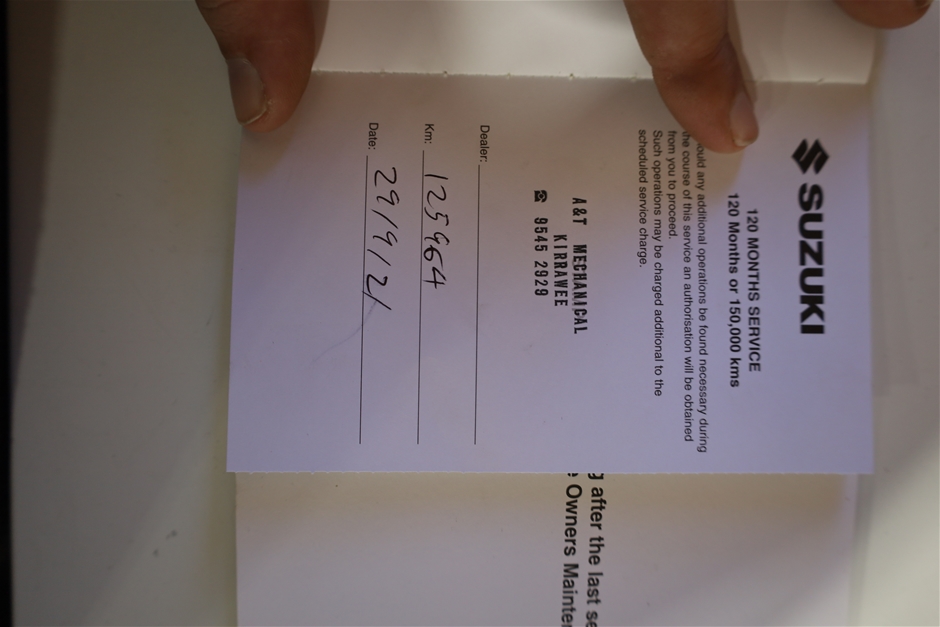 SUZUKI
120 MONTHS SERVICE
120 Months or 150,000 kms
ould any additional operations be found necessary during
the course of this service an authorisation will be obtained
from you to proceed.
Such operations may be charged additional to the
scheduled service charge.
A&T MECHANICAL
KIRRAWEE
☎ 9545 2929
Dealer:
Km: 125964
Date: 29/9/21
g after the last se
e Owners Mainten